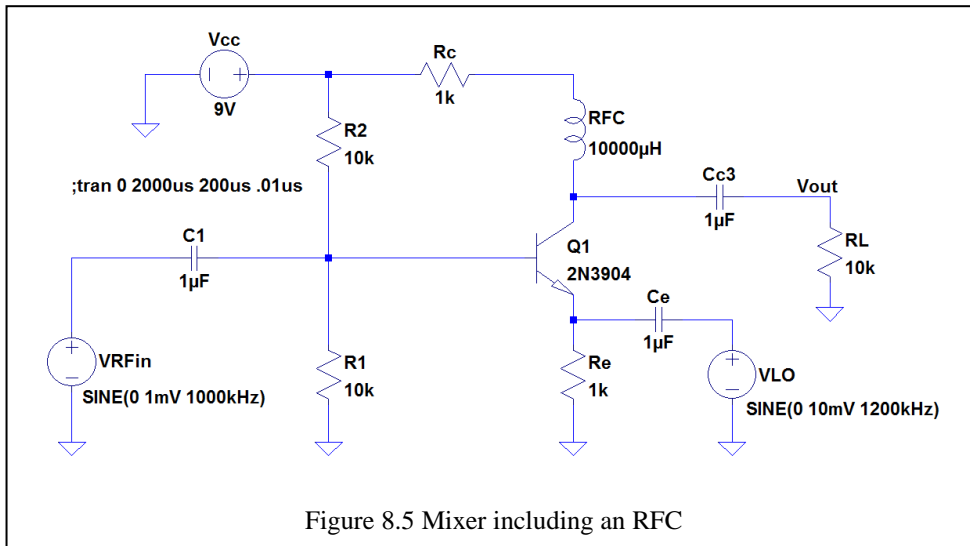 Vcc
9V
Rc
1k
RFC
10000µH
R2
10k
;tran 0 2000us 200us .01us
Cc3
1µF
Vout
C1
1µF
Q1
2N3904
RL
10k
Ce
1µF
VRFin
SINE(0 1mV 1000kHz)
R1
10k
Re
1k
VLO
SINE(0 10mV 1200kHz)
Figure 8.5 Mixer including an RFC